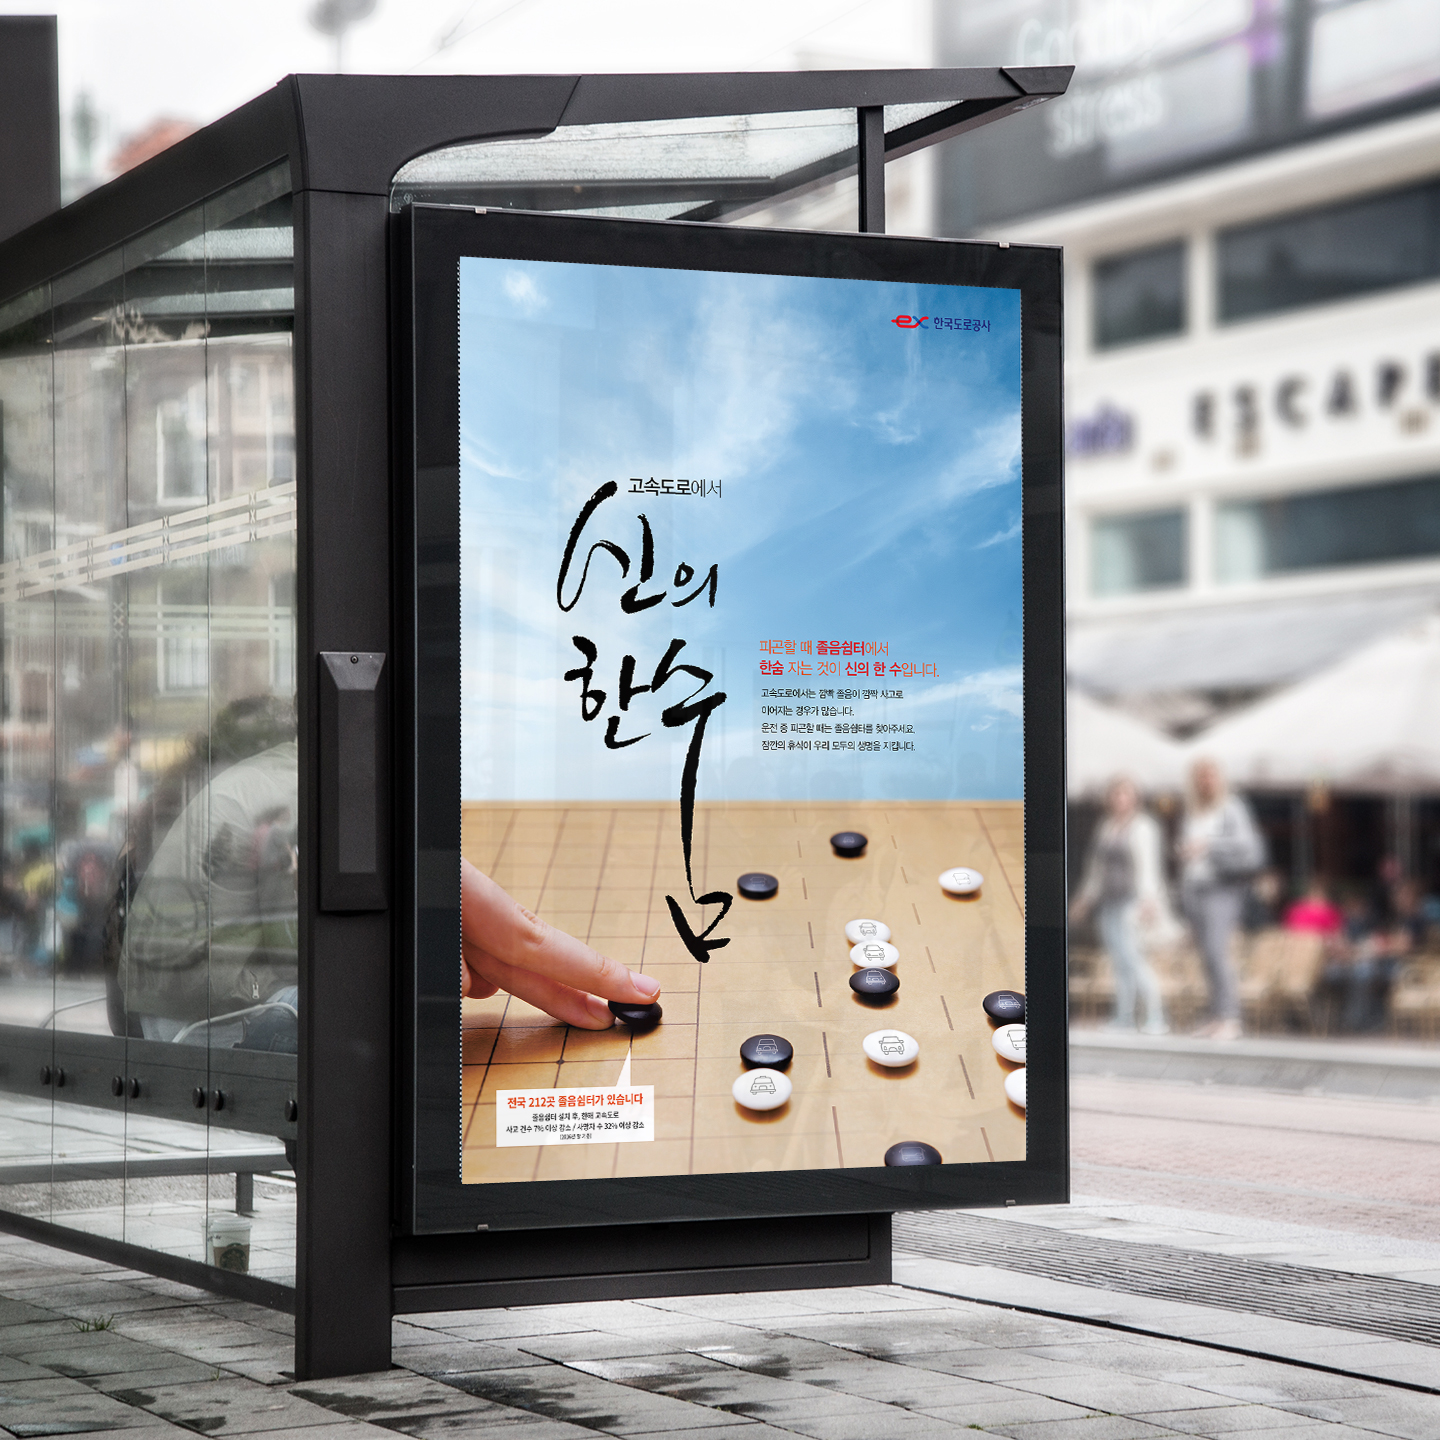 Goodbye
stress
ESCAPE
ex 한국도로공사
고속도로에서
신의
한숨
피곤할 때 졸음쉼터에서
한숨 자는 것이 신의 한 수입니다.
고속도로에서는 깜빡 졸음이 깜짝 사고로
이어지는 경우가 많습니다.
운전 중 피곤할 때는 졸음쉼터를 찾아주세요.
잠깐의 휴식이 우리 모두의 생명을 지킵니다.
전국 212곳 졸음쉼터가 있습니다
졸음쉼터 설치 후, 한해 고속도로
사고 건수 7% 이상 감소 / 사망자 수 32% 이상 감소